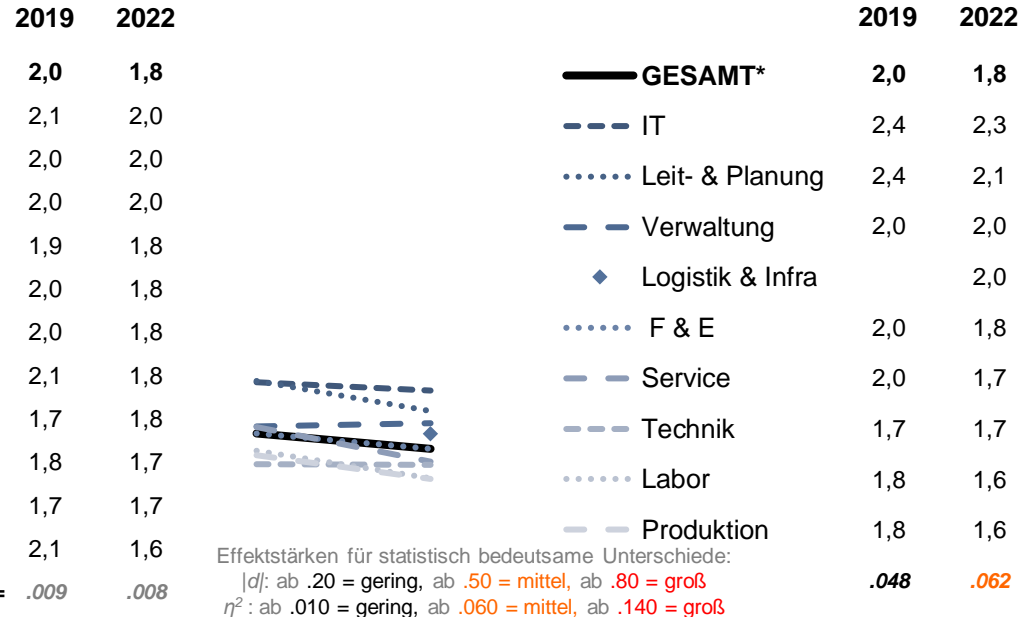 2019 2022
2,0 1,8
2,1 2,0
2,0 2,0
2,0 2,0
1,9 1,8
2,0 1,8
2,0 1,8
2,1 1,8
1,7 1,8
1,8 1,7
1,7 1,7
2,1 1,6
= .009 .008
2019 2022
GESAMT* 2,0 1,8
IT 2,4 2,3
Leit- & Planung 2,4 2,1
Verwaltung 2,0 2,0
Logistik & Infra 2,0
F & E 2,0 1,8
Service 2,0 1,7
Technik 1,7 1,7
Labor 1,8 1,6
Produktion 1,8 1,6
.048 .062
Effektstärken für statistisch bedeutsame Unterschiede:
|d|: ab .20 = gering, ab .50 = mittel, ab .80 = groß
η² : ab .010 = gering, ab .060 = mittel, ab .140 = groß